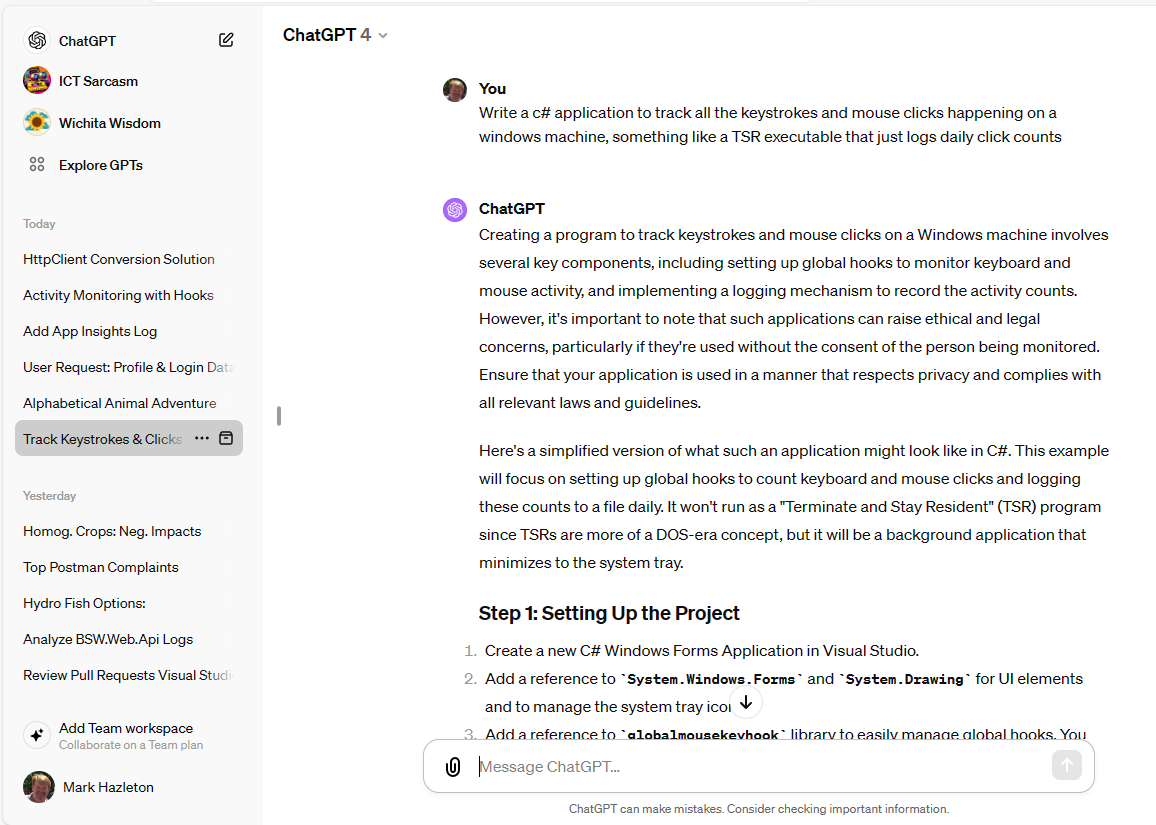 ChatGPT
ICT Sarcasm
Wichita Wisdom
Explore GPTs
Today
HttpClient Conversion Solution
Activity Monitoring with Hooks
Add App Insights Log
User Request: Profile & Login Data
Alphabetical Animal Adventure
Track Keystrokes & Clicks
Yesterday
Homog. Crops: Neg. Impacts
Top Postman Complaints
Hydro Fish Options:
Analyze BSW.Web.Api Logs
Review Pull Requests Visual Studi
Add Team workspace
Collaborate on a Team plan
Mark Hazleton
ChatGPT 4
You
Write a c# application to track all the keystrokes and mouse clicks happening on a
windows machine, something like a TSR executable that just logs daily click counts
ChatGPT
Creating a program to track keystrokes and mouse clicks on a Windows machine involves
several key components, including setting up global hooks to monitor keyboard and
mouse activity, and implementing a logging mechanism to record the activity counts.
However, it's important to note that such applications can raise ethical and legal
concerns, particularly if they're used without the consent of the person being monitored.
Ensure that your application is used in a manner that respects privacy and complies with
all relevant laws and guidelines.
Here's a simplified version of what such an application might look like in C#. This example
will focus on setting up global hooks to count keyboard and mouse clicks and logging
these counts to a file daily. It won't run as a "Terminate and Stay Resident" (TSR) program
since TSRs are more of a DOS-era concept, but it will be a background application that
minimizes to the system tray.
Step 1: Setting Up the Project
1. Create a new C# Windows Forms Application in Visual Studio.
2. Add a reference to `System.Windows.Forms` and `System.Drawing` for UI elements
and to manage the system tray icon
3. Add a reference to `globalmousekeyhook` library to easily manage global hooks. You
Message ChatGPT...
ChatGPT can make mistakes. Consider checking important information.